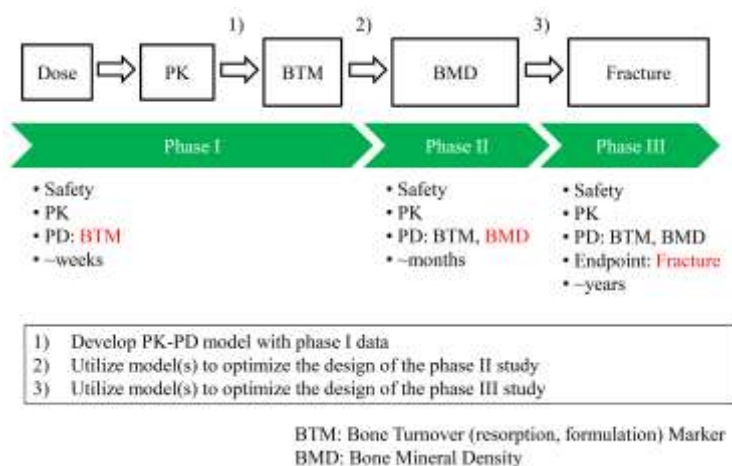 1) 2) 3)
Dose PK BTM BMD Fracture
Phase I Phase II Phase III
• Safety
• PK
• PD: BTM
• ~weeks
• Safety
• PK
• PD: BTM, BMD
• ~months
• Safety
• PK
• PD: BTM, BMD
• Endpoint: Fracture
• ~years
1) Develop PK-PD model with phase I data
2) Utilize model(s) to optimize the design of the phase II study
3) Utilize model(s) to optimize the design of the phase III study
BTM: Bone Turnover (resorption, formulation) Marker
BMD: Bone Mineral Density